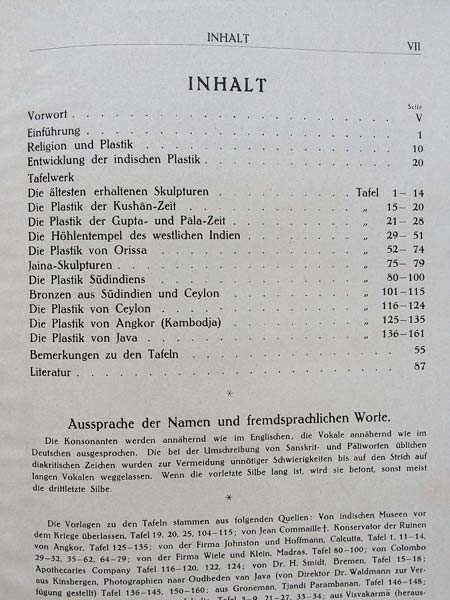 INHALT VII
INHALT
Seite
Vorwort . . . . . . . . . . . . V
Einführung . . . . . . . . . . . . 1
Religion und Plastik . . . . . . . . . . . . 10
Entwicklung der indischen Plastik . . . . . . . . . . 20
Tafelwerk
Die ältesten erhaltenen Skulpturen . . . . . . Tafel 1— 14
Die Plastik der Kushān-Zeit . . . . . . . „ 15— 20
Die Plastik der Gupta- und Pāla-Zeit . . . . . . „ 21— 28
Die Höhlentempel des westlichen Indien . . . . . „ 29— 51
Die Plastik von Orissa . . . . . . . . „ 52— 74
Jaina-Skulpturen . . . . . . . . . „ 75— 79
Die Plastik Südindiens . . . . . . . . „ 80—100
Bronzen aus Südindien und Ceylon . . . . . . „ 101—115
Die Plastik von Ceylon . . . . . . . . „ 116—124
Die Plastik von Angkor (Kambodja) . . . . . . „ 125—135
Die Plastik von Java . . . . . . . . „ 136—161
Bemerkungen zu den Tafeln . . . . . . . . . . 55
Literatur . . . . . . . . . . . . . 87
*
Aussprache der Namen und fremdsprachlichen Worte.
Die Konsonanten werden annähernd wie im Englischen, die Vokale annähernd wie im
Deutschen ausgesprochen. Die bei der Umschreibung von Sanskrit- und Pāliworten üblichen
diakritischen Zeichen wurden zur Vermeidung unnötiger Schwierigkeiten bis auf den Strich auf
langen Vokalen weggelassen. Wenn die vorletzte Silbe lang ist, wird sie betont, sonst meist
die drittletzte Silbe.
*
Die Vorlagen zu den Tafeln stammen aus folgenden Quellen: Von indischen Museen vor
dem Kriege überlassen, Tafel 19, 20, 25, 104—115; von Jean Commaille †, Konservator der Ruinen
von Angkor, Tafel 125—135; von der Firma Johnston und Hoffmann, Calcutta, Tafel 1, 11—14,
29—32, 35—62, 64—79; von der Firma Wiele und Klein, Madras, Tafel 80—100; von Colombo
Apothecaries Company Tafel 116—120, 122, 124; von Dr. H. Smidt, Bremen, Tafel 15—18;
aus Kinsbergen, Photographien naar Oudheden van Java (von Direktor Dr. Waldmann zur Ver-
fügung gestellt) Tafel 136—145, 150—160; aus Groneman, Tjandi Parambanan, Tafel 146—148;
Tafel 3—9, 21—27, 33—34; aus Visvakarmā (heraus-